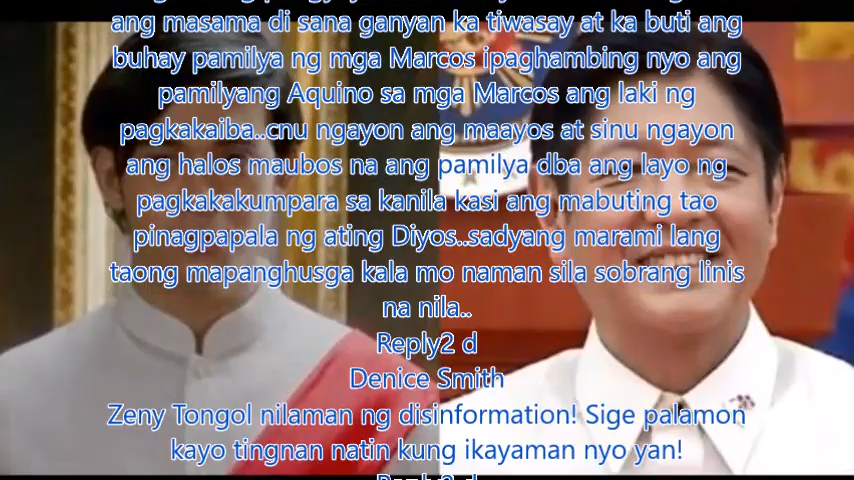 ang masama di sana ganyan ka tiwasay at ka buti ang
buhay pamilya ng mga Marcos ipaghambing nyo ang
pamilyang Aquino sa mga Marcos ang laki ng
pagkakaiba..cnu ngayon ang maayos at sinu ngayon
ang halos maubos na ang pamilya dba ang layo ng
pagkakakumpara sa kanila kasi ang mabuting tao
pinagpapala ng ating Diyos..sadyang marami lang
taong mapanghusga kala mo naman sila sobrang linis
na nila..
Reply2 d
Denice Smith
Zeny Tongol nilaman ng disinformation! Sige palamon
kayo tingnan natin kung ikayaman nyo yan!